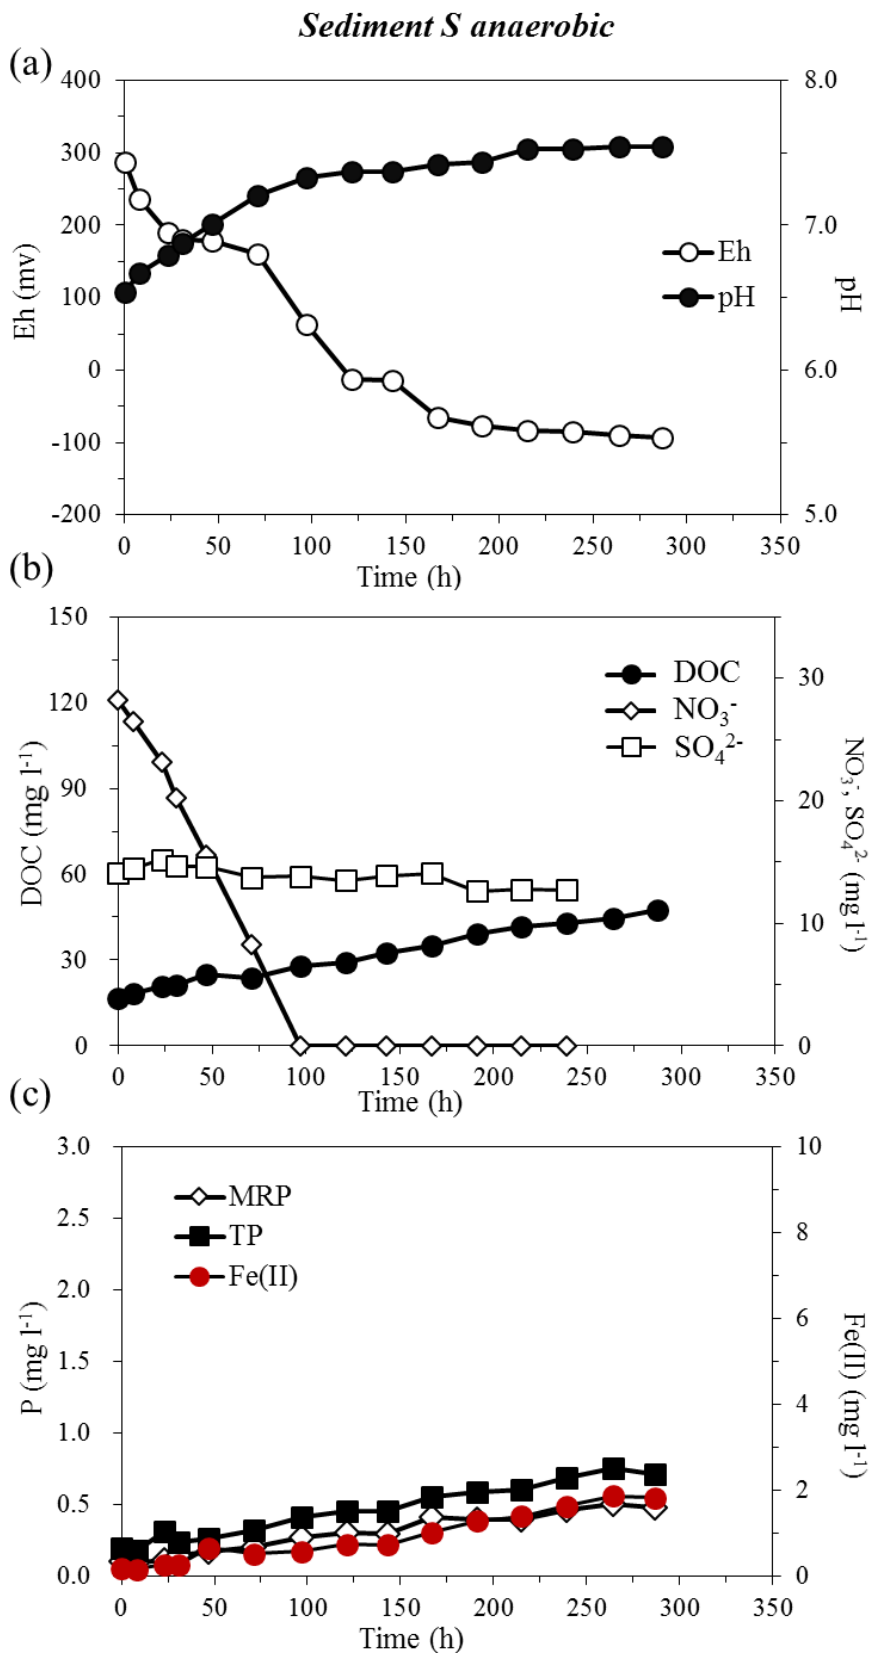 Sediment S anaerobic
(a)
400
300
200
100
0
-100
-200
Eh (mv)
8.0
7.0
6.0
5.0
pH
Eh
pH
0 50 100 150 200 250 300 350
Time (h)
(b)
150
120
90
60
30
0
DOC (mg l⁻¹)
30
20
10
0
NO₃⁻, SO₄²⁻ (mg l⁻¹)
DOC
NO₃⁻
SO₄²⁻
0 50 100 150 200 250 300 350
Time (h)
(c)
3.0
2.5
2.0
1.5
1.0
0.5
0.0
P (mg l⁻¹)
10
8
6
4
2
0
Fe(II) (mg l⁻¹)
MRP
TP
Fe(II)
0 50 100 150 200 250 300 350
Time (h)